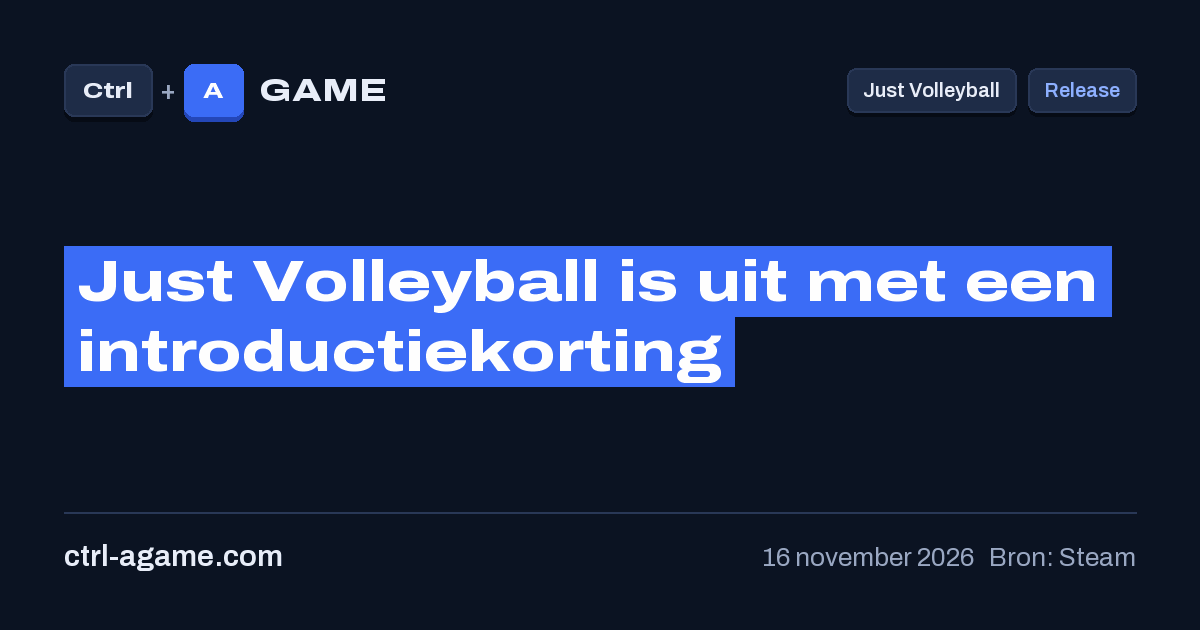 Ctrl + A GAME
Just Volleyball Release
Just Volleyball is uit met een
introductiekorting
ctrl-agame.com
16 november 2026 Bron: Steam